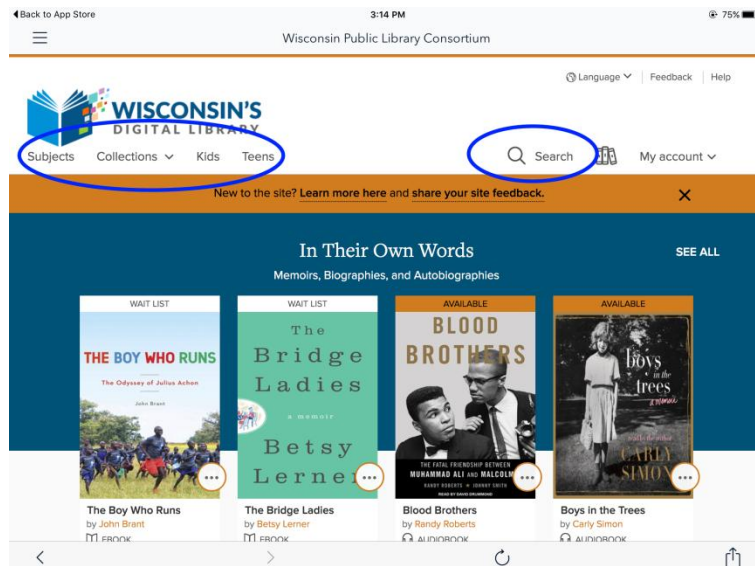 Back to App Store 3:14 PM 75%
Wisconsin Public Library Consortium
Language Feedback Help
WISCONSIN'S
DIGITAL LIBRARY
Subjects Collections Kids Teens Search My account
New to the site? Learn more here and share your site feedback.
In Their Own Words SEE ALL
Memoirs, Biographies, and Autobiographies
WAIT LIST WAIT LIST AVAILABLE AVAILABLE
THE BOY WHO RUNS
The Odyssey of Julius Achon
John Brant
The
Bridge
Ladies
a memoir
Betsy
Lerner
BLOOD
BROTHERS
THE FATAL FRIENDSHIP BETWEEN
MUHAMMAD ALI AND MALCOLM
RANDY ROBERTS JOHNNY SMITH
READ BY DAVID DRUMMOND
boys
in the
trees
a memoir
CARLY
SIMON
The Boy Who Runs
by John Brant
EBOOK
The Bridge Ladies
by Betsy Lerner
EBOOK
Blood Brothers
by Randy Roberts
AUDIOBOOK
Boys in the Trees
by Carly Simon
AUDIOBOOK